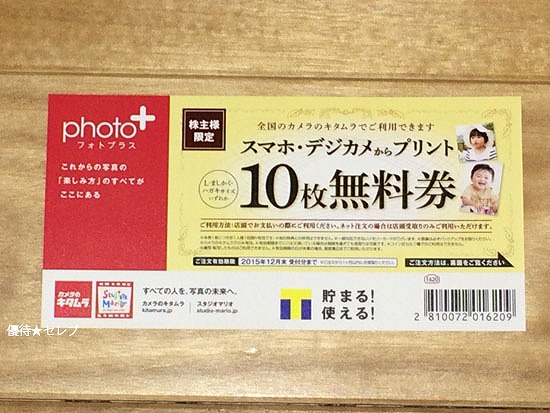 photo+
フォトプラス
これからの写真の
「楽しみ方」のすべてが
ここにある
株主様
限定
全国のカメラのキタムラでご利用できます
スマホ・デジカメからプリント
L・ましかく・
ハガキサイズ
いずれか
10枚無料券
ご利用方法：店頭でお支払いの際にご利用ください。ネット注文の場合は店頭受取りのみご利用いただけます。
ご注文有効期限 2015年12月末 受付分まで
ご注文方法は、裏面をご覧ください
カメラの
キタムラ
Studio
Mario
すべての人を、写真の未来へ。
カメラのキタムラ
kitamura.jp
スタジオマリオ
studio-mario.jp
T
貯まる！
使える！
1620
2 810072 016209
優待★セレブ